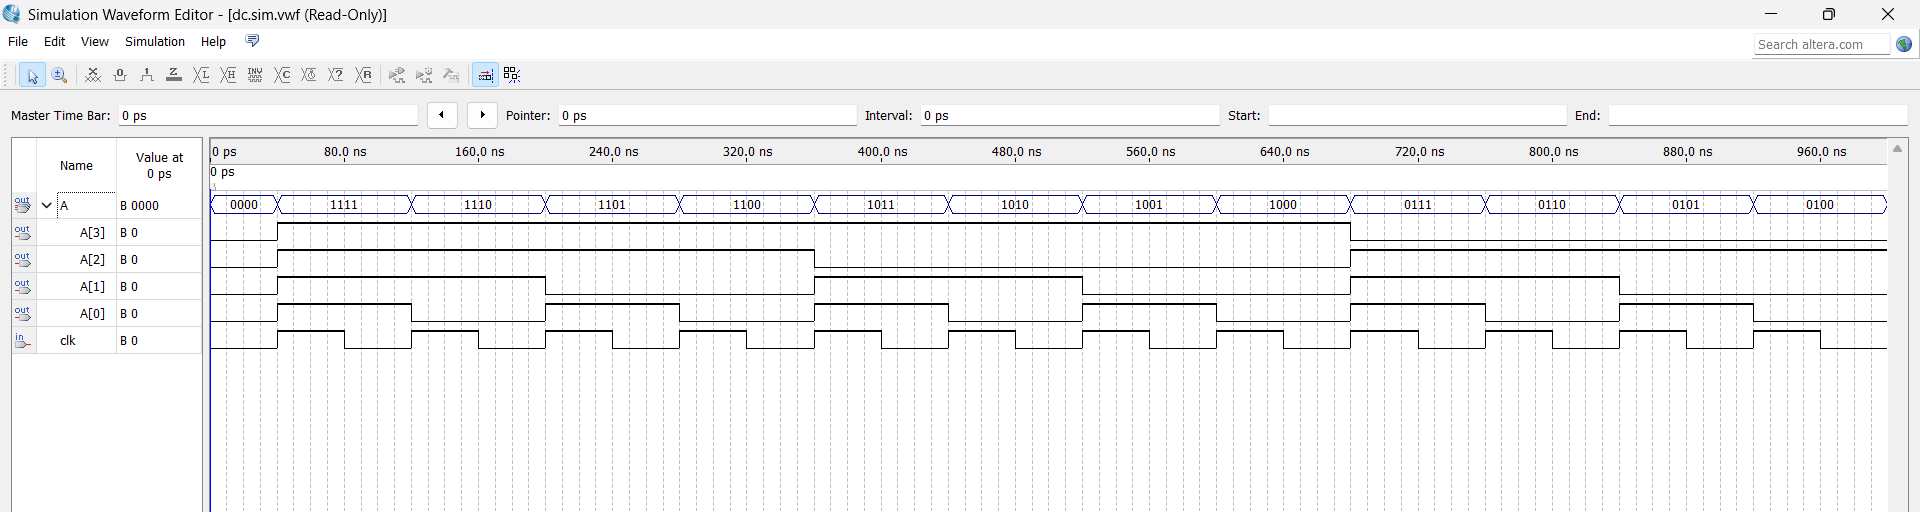 Simulation Waveform Editor - [dc.sim.vwf (Read-Only)]
File Edit View Simulation Help
Search altera.com
Master Time Bar: 0 ps Pointer: 0 ps Interval: 0 ps Start: End:
Name Value at 0 ps
0 ps 80.0 ns 160.0 ns 240.0 ns 320.0 ns 400.0 ns 480.0 ns 560.0 ns 640.0 ns 720.0 ns 800.0 ns 880.0 ns 960.0 ns
0 ps
out A B 0000 0000 1111 1110 1101 1100 1011 1010 1001 1000 0111 0110 0101 0100
out A[3] B 0
out A[2] B 0
out A[1] B 0
out A[0] B 0
in clk B 0